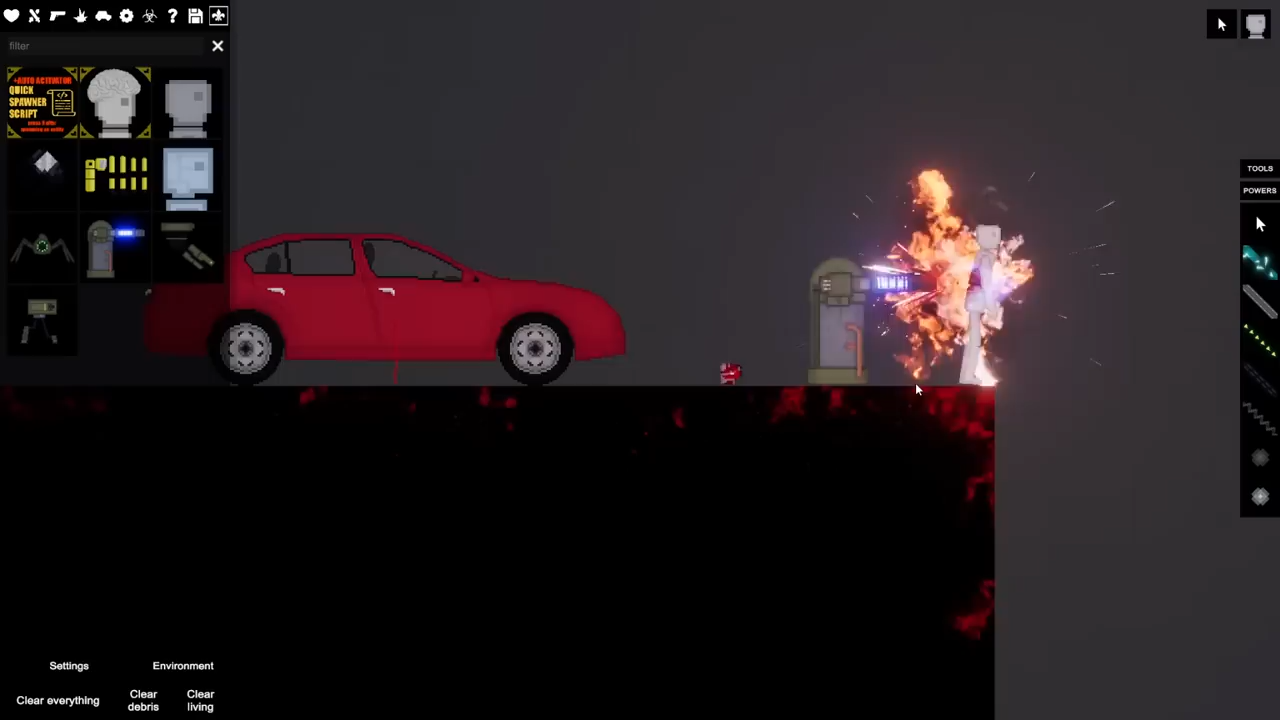 ?
filter
+AUTO ACTIVATOR
QUICK
SPAWNER
SCRIPT
TOOLS
POWERS
Settings
Environment
Clear everything
Clear debris
Clear living